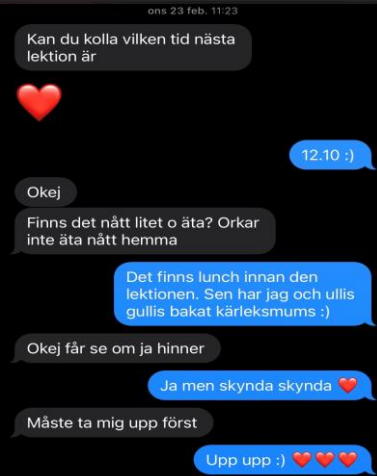 ons 23 feb. 11:23
Kan du kolla vilken tid nästa
lektion är
❤️
12.10 :)
Okej
Finns det nått litet o äta? Orkar
inte äta nått hemma
Det finns lunch innan den
lektionen. Sen har jag och ullis
gullis bakat kärleksmums :)
Okej får se om ja hinner
Ja men skynda skynda ❤️
Måste ta mig upp först
Upp upp :) ❤️❤️❤️